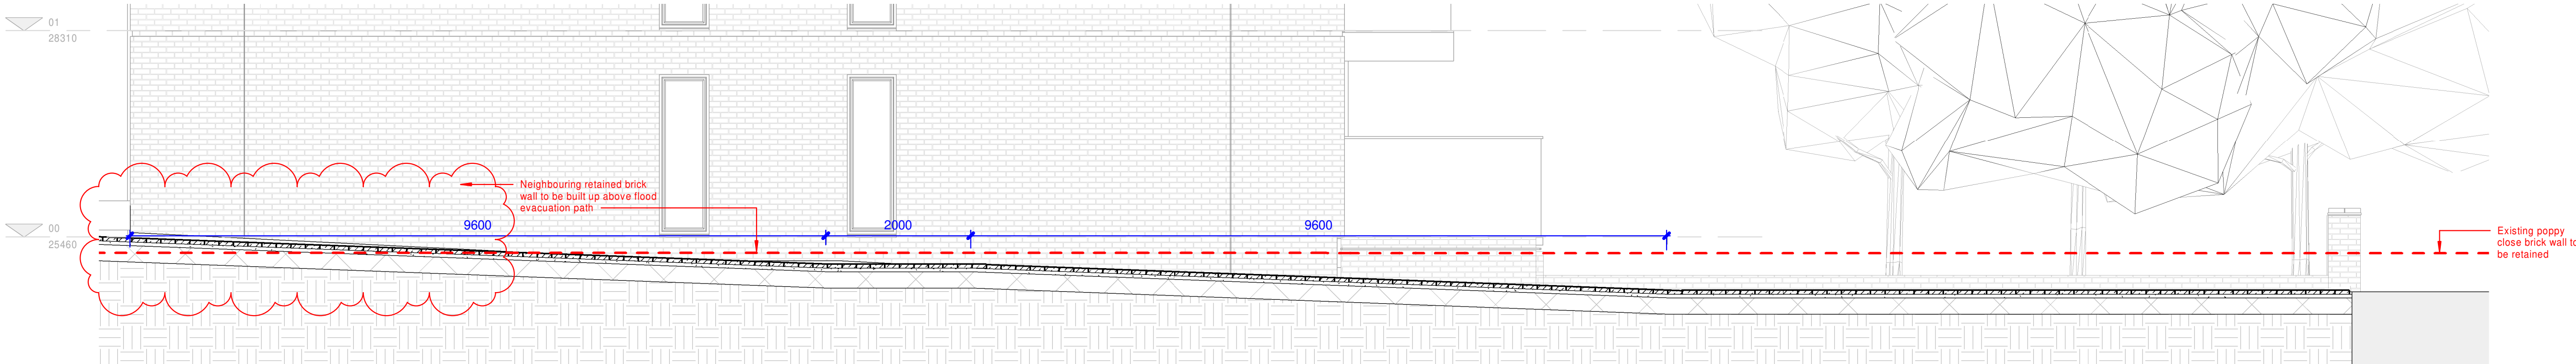 01
28310
Neighbouring retained brick
wall to be built up above flood
evacuation path
00
25460
9600
2000
9600
Existing poppy
close brick wall to
be retained